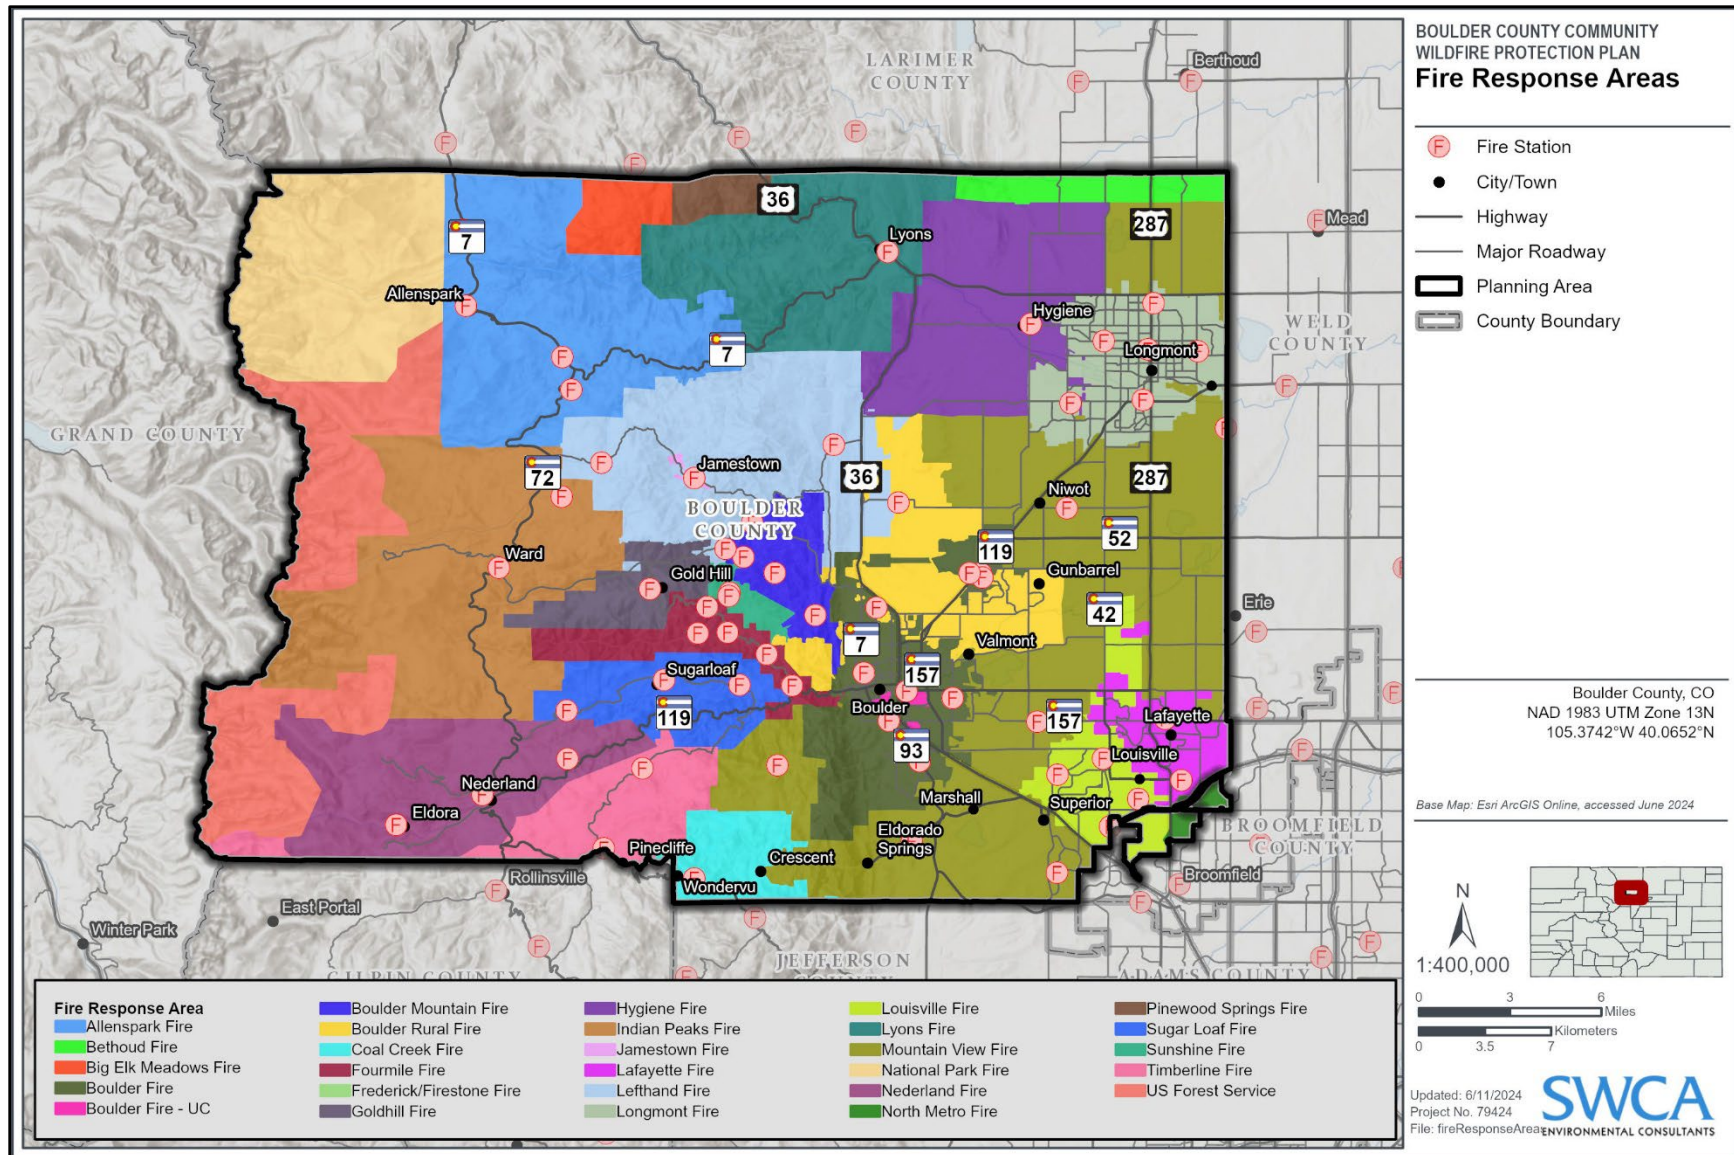 BOULDER COUNTY COMMUNITY
WILDFIRE PROTECTION PLAN
Fire Response Areas
F Fire Station
City/Town
Highway
Major Roadway
Planning Area
County Boundary
Boulder County, CO
NAD 1983 UTM Zone 13N
105.3742°W 40.0652°N
Base Map: Esri ArcGIS Online, accessed June 2024
N
1:400,000
0 3 6
Miles
Kilometers
0 3.5 7
Updated: 6/11/2024
Project No. 79424
File: fireResponseAreas
SWCA
ENVIRONMENTAL CONSULTANTS
LARIMER
COUNTY
Berthoud
36
287
7
Mead
Lyons
Allenspark
Hygiene
WELD
COUNTY
7
Longmont
GRAND COUNTY
72
Jamestown
36
287
Niwot
BOULDER
COUNTY
52
119
Ward
Gold Hill
Gunbarrel
42
Erie
7
Valmont
Sugarloaf
157
119
Boulder
157
Lafayette
93
Louisville
Nederland
Marshall
Superior
Eldora
Eldorado
Springs
BROOMFIELD
COUNTY
Pinecliffe
Crescent
Wondervu
Rollinsville
Broomfield
East Portal
Winter Park
GILPIN COUNTY
JEFFERSON
COUNTY
ADAMS COUNTY
Fire Response Area
Allenspark Fire
Bethoud Fire
Big Elk Meadows Fire
Boulder Fire
Boulder Fire - UC
Boulder Mountain Fire
Boulder Rural Fire
Coal Creek Fire
Fourmile Fire
Frederick/Firestone Fire
Goldhill Fire
Hygiene Fire
Indian Peaks Fire
Jamestown Fire
Lafayette Fire
Lefthand Fire
Longmont Fire
Louisville Fire
Lyons Fire
Mountain View Fire
National Park Fire
Nederland Fire
North Metro Fire
Pinewood Springs Fire
Sugar Loaf Fire
Sunshine Fire
Timberline Fire
US Forest Service